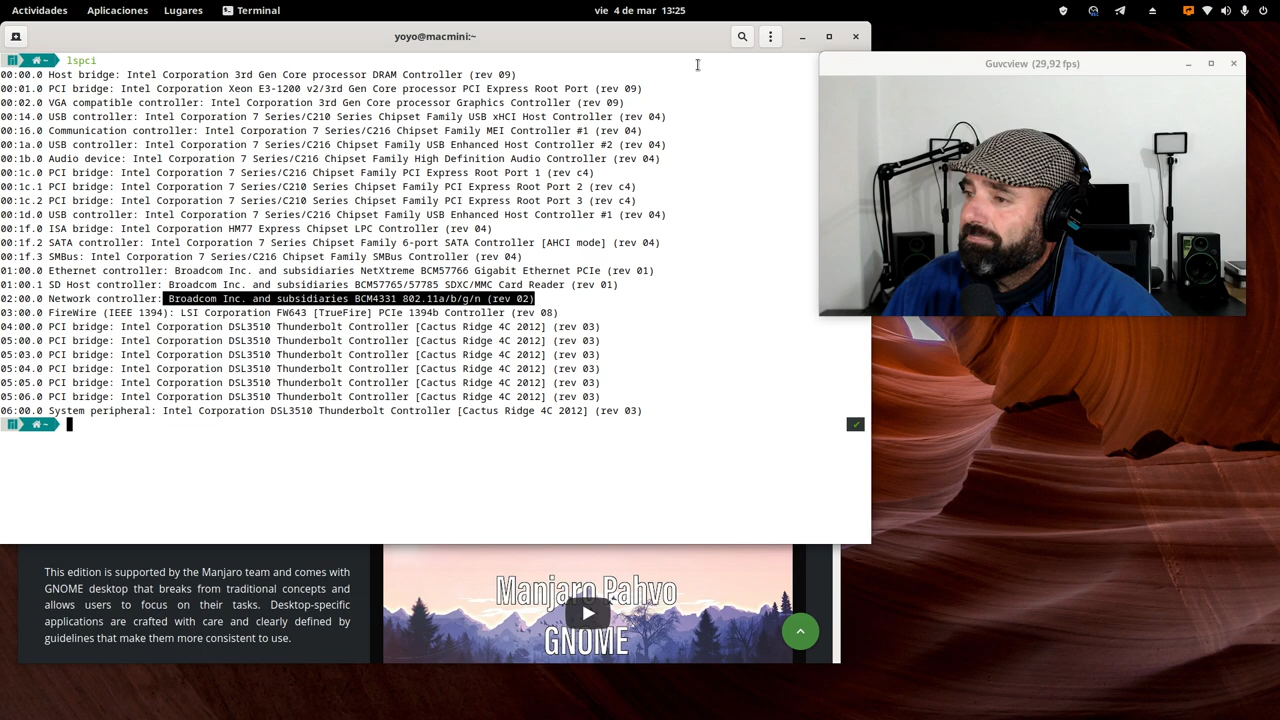 Actividades Aplicaciones Lugares Terminal vie 4 de mar 13:25
yoyo@macmini:~
~ lspci
00:00.0 Host bridge: Intel Corporation 3rd Gen Core processor DRAM Controller (rev 09)
00:01.0 PCI bridge: Intel Corporation Xeon E3-1200 v2/3rd Gen Core processor PCI Express Root Port (rev 09)
00:02.0 VGA compatible controller: Intel Corporation 3rd Gen Core processor Graphics Controller (rev 09)
00:14.0 USB controller: Intel Corporation 7 Series/C210 Series Chipset Family USB xHCI Host Controller (rev 04)
00:16.0 Communication controller: Intel Corporation 7 Series/C216 Chipset Family MEI Controller #1 (rev 04)
00:1a.0 USB controller: Intel Corporation 7 Series/C216 Chipset Family USB Enhanced Host Controller #2 (rev 04)
00:1b.0 Audio device: Intel Corporation 7 Series/C216 Chipset Family High Definition Audio Controller (rev 04)
00:1c.0 PCI bridge: Intel Corporation 7 Series/C216 Chipset Family PCI Express Root Port 1 (rev c4)
00:1c.1 PCI bridge: Intel Corporation 7 Series/C210 Series Chipset Family PCI Express Root Port 2 (rev c4)
00:1c.2 PCI bridge: Intel Corporation 7 Series/C210 Series Chipset Family PCI Express Root Port 3 (rev c4)
00:1d.0 USB controller: Intel Corporation 7 Series/C216 Chipset Family USB Enhanced Host Controller #1 (rev 04)
00:1f.0 ISA bridge: Intel Corporation HM77 Express Chipset LPC Controller (rev 04)
00:1f.2 SATA controller: Intel Corporation 7 Series Chipset Family 6-port SATA Controller [AHCI mode] (rev 04)
00:1f.3 SMBus: Intel Corporation 7 Series/C216 Chipset Family SMBus Controller (rev 04)
01:00.0 Ethernet controller: Broadcom Inc. and subsidiaries NetXtreme BCM57766 Gigabit Ethernet PCIe (rev 01)
01:00.1 SD Host controller: Broadcom Inc. and subsidiaries BCM57765/57785 SDXC/MMC Card Reader (rev 01)
02:00.0 Network controller: Broadcom Inc. and subsidiaries BCM4331 802.11a/b/g/n (rev 02)
03:00.0 FireWire (IEEE 1394): LSI Corporation FW643 [TrueFire] PCIe 1394b Controller (rev 08)
04:00.0 PCI bridge: Intel Corporation DSL3510 Thunderbolt Controller [Cactus Ridge 4C 2012] (rev 03)
05:00.0 PCI bridge: Intel Corporation DSL3510 Thunderbolt Controller [Cactus Ridge 4C 2012] (rev 03)
05:03.0 PCI bridge: Intel Corporation DSL3510 Thunderbolt Controller [Cactus Ridge 4C 2012] (rev 03)
05:04.0 PCI bridge: Intel Corporation DSL3510 Thunderbolt Controller [Cactus Ridge 4C 2012] (rev 03)
05:05.0 PCI bridge: Intel Corporation DSL3510 Thunderbolt Controller [Cactus Ridge 4C 2012] (rev 03)
05:06.0 PCI bridge: Intel Corporation DSL3510 Thunderbolt Controller [Cactus Ridge 4C 2012] (rev 03)
06:00.0 System peripheral: Intel Corporation DSL3510 Thunderbolt Controller [Cactus Ridge 4C 2012] (rev 03)
~
Guvcview (29,92 fps)
This edition is supported by the Manjaro team and comes with
GNOME desktop that breaks from traditional concepts and
allows users to focus on their tasks. Desktop-specific
applications are crafted with care and clearly defined by
guidelines that make them more consistent to use.
Manjaro Pahvo
GNOME